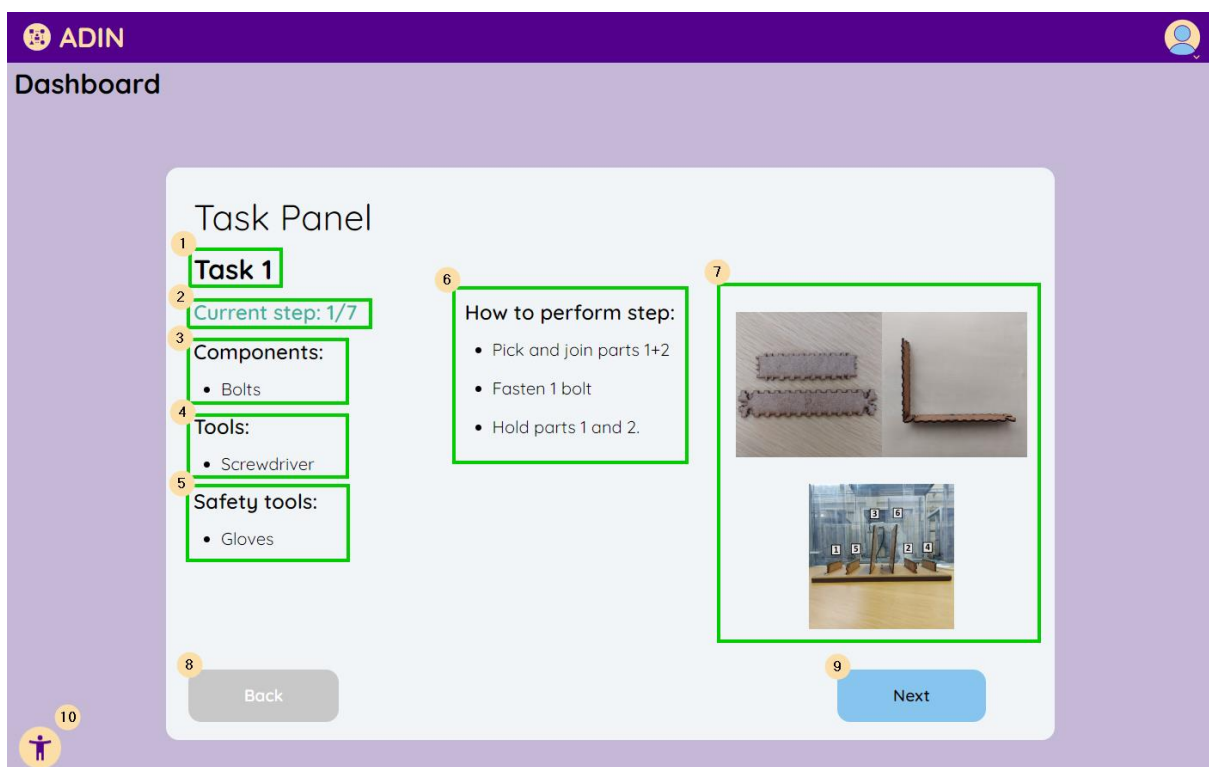 ADIN
Dashboard
Task Panel
1
Task 1
2
Current step: 1/7
3
Components:
• Bolts
4
Tools:
• Screwdriver
5
Safety tools:
• Gloves
6
How to perform step:
• Pick and join parts 1+2
• Fasten 1 bolt
• Hold parts 1 and 2.
7
3 6
1 5 2 4
8
Back
9
Next
10